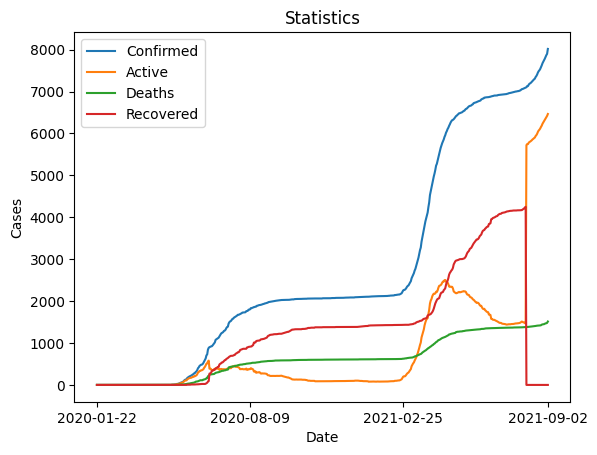 Statistics
Confirmed
Active
Deaths
Recovered
8000
7000
6000
5000
4000
3000
2000
1000
0
Cases
2020-01-22
2020-08-09
2021-02-25
2021-09-02
Date